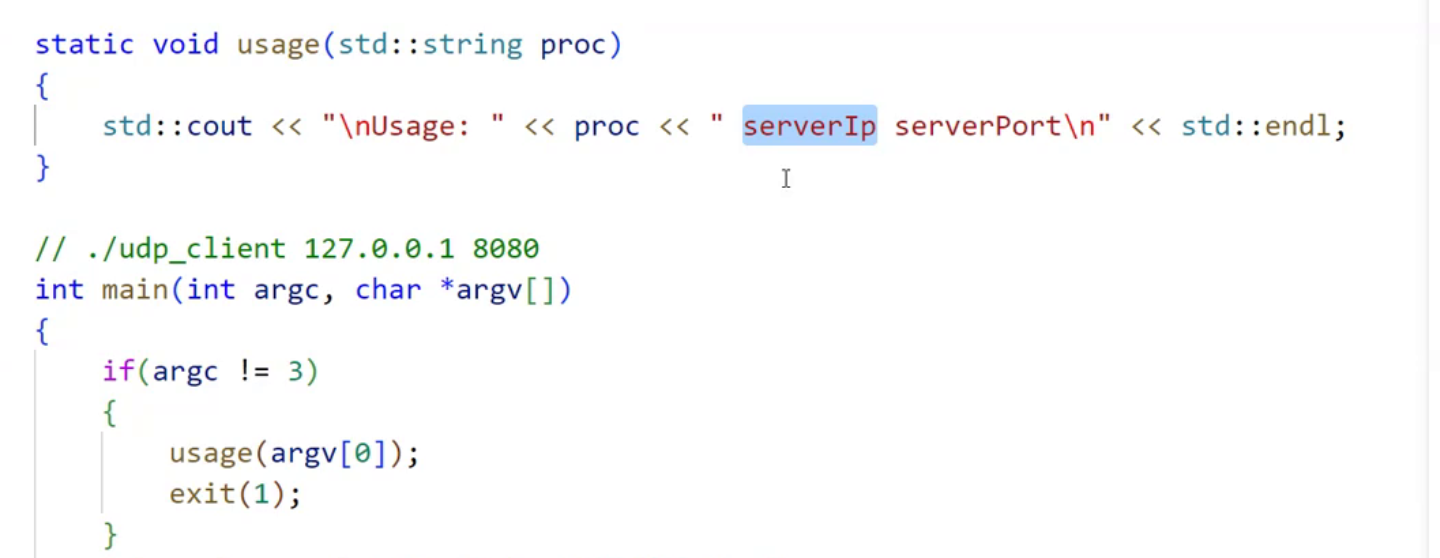 static void usage(std::string proc)
{
    std::cout << "\nUsage: " << proc << " serverIp serverPort\n" << std::endl;
}
// ./udp_client 127.0.0.1 8080
int main(int argc, char *argv[])
{
    if(argc != 3)
    {
        usage(argv[0]);
        exit(1);
    }